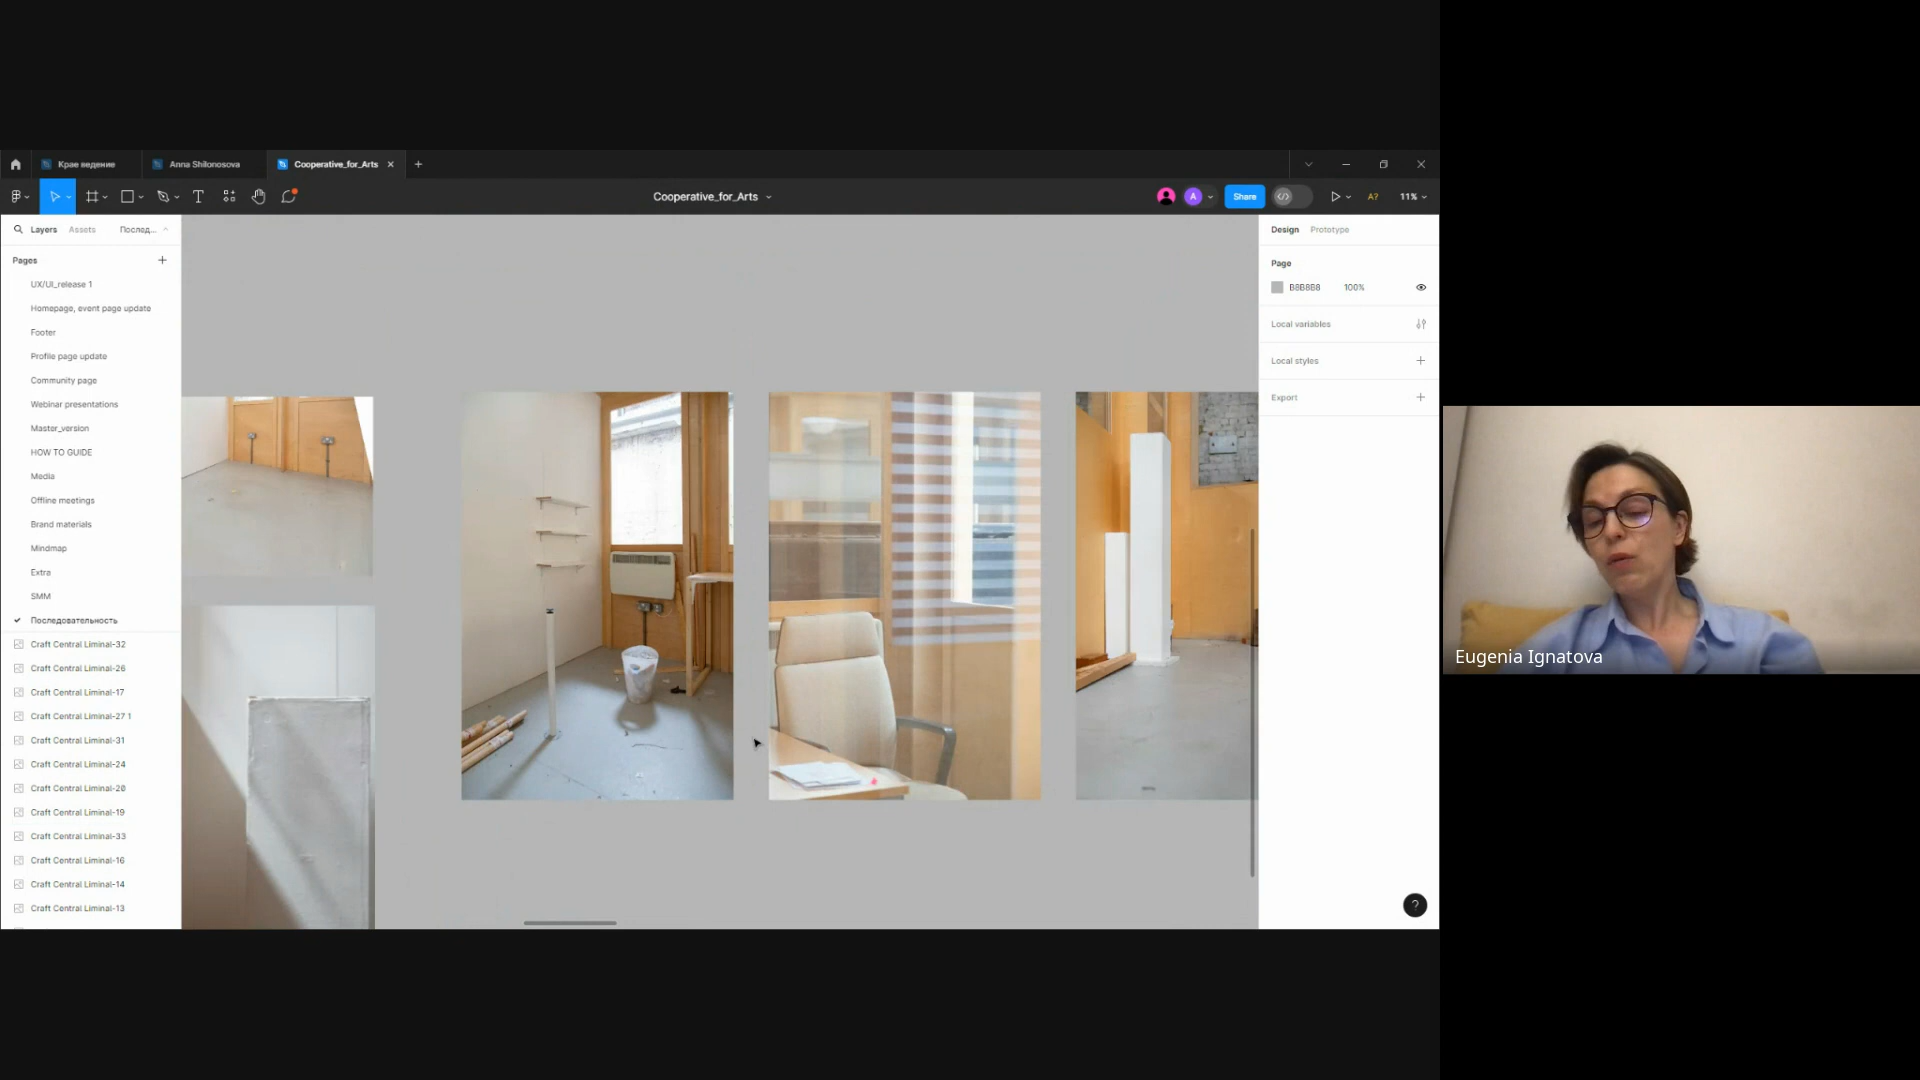 Крае ведение
Anna Shilonosova
Cooperative_for_Arts
Cooperative_for_Arts
A
Share
A?
11%
Layers
Assets
Послед...
Pages
UX/UI_release 1
Homepage, event page update
Footer
Profile page update
Community page
Webinar presentations
Master_version
HOW TO GUIDE
Media
Offline meetings
Brand materials
Mindmap
Extra
SMM
Последовательность
Craft Central Liminal-32
Craft Central Liminal-26
Craft Central Liminal-17
Craft Central Liminal-27 1
Craft Central Liminal-31
Craft Central Liminal-24
Craft Central Liminal-20
Craft Central Liminal-19
Craft Central Liminal-33
Craft Central Liminal-16
Craft Central Liminal-14
Craft Central Liminal-13
Design
Prototype
Page
B8B8B8
100%
Local variables
Local styles
Export
?
Eugenia Ignatova